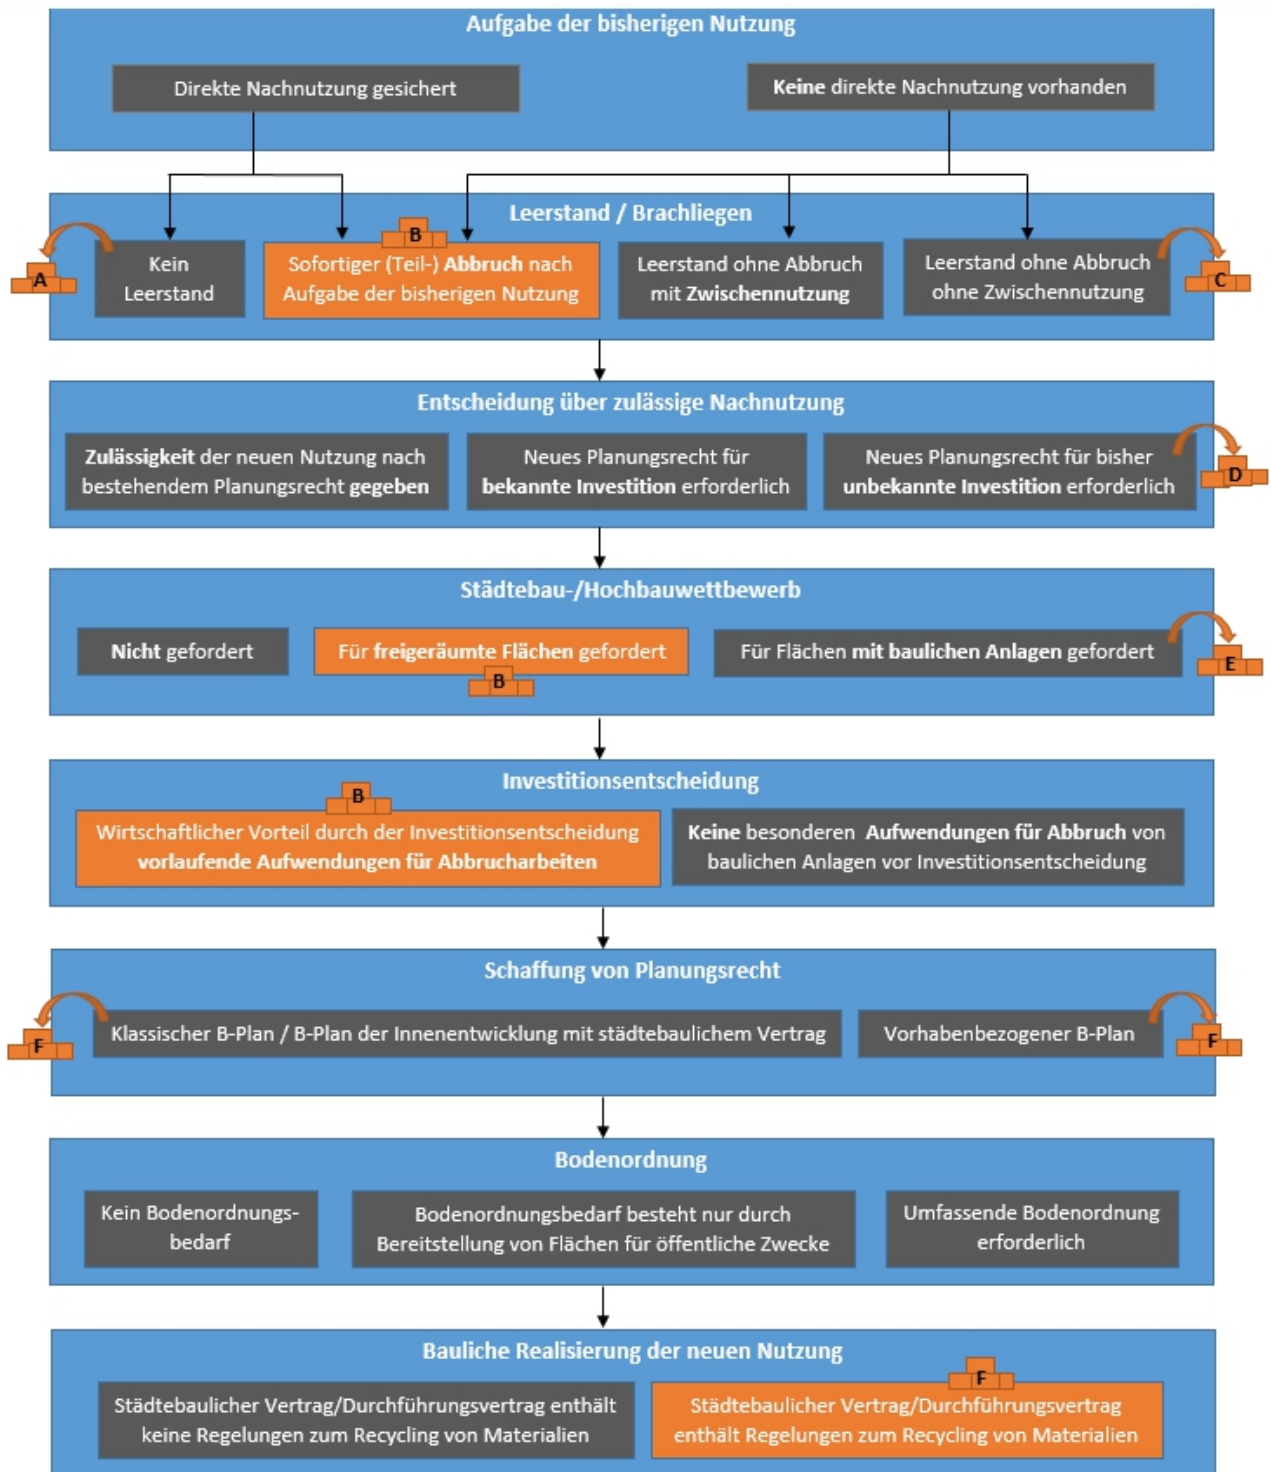 Aufgabe der bisherigen Nutzung
Direkte Nachnutzung gesichert
Keine direkte Nachnutzung vorhanden
Leerstand / Brachliegen
A
Kein
Leerstand
B
Sofortiger (Teil-) Abbruch nach
Aufgabe der bisherigen Nutzung
Leerstand ohne Abbruch
mit Zwischennutzung
Leerstand ohne Abbruch
ohne Zwischennutzung
C
Entscheidung über zulässige Nachnutzung
Zulässigkeit der neuen Nutzung nach
bestehendem Planungsrecht gegeben
Neues Planungsrecht für
bekannte Investition erforderlich
Neues Planungsrecht für bisher
unbekannte Investition erforderlich
D
Städtebau-/Hochbauwettbewerb
Nicht gefordert
Für freigeräumte Flächen gefordert
B
Für Flächen mit baulichen Anlagen gefordert
E
Investitionsentscheidung
B
Wirtschaftlicher Vorteil durch der Investitionsentscheidung
vorlaufende Aufwendungen für Abbrucharbeiten
Keine besonderen Aufwendungen für Abbruch von
baulichen Anlagen vor Investitionsentscheidung
Schaffung von Planungsrecht
F
Klassischer B-Plan / B-Plan der Innenentwicklung mit städtebaulichem Vertrag
Vorhabenbezogener B-Plan
F
Bodenordnung
Kein Bodenordnungs-
bedarf
Bodenordnungsbedarf besteht nur durch
Bereitstellung von Flächen für öffentliche Zwecke
Umfassende Bodenordnung
erforderlich
Bauliche Realisierung der neuen Nutzung
Städtebaulicher Vertrag/Durchführungsvertrag enthält
keine Regelungen zum Recycling von Materialien
F
Städtebaulicher Vertrag/Durchführungsvertrag
enthält Regelungen zum Recycling von Materialien